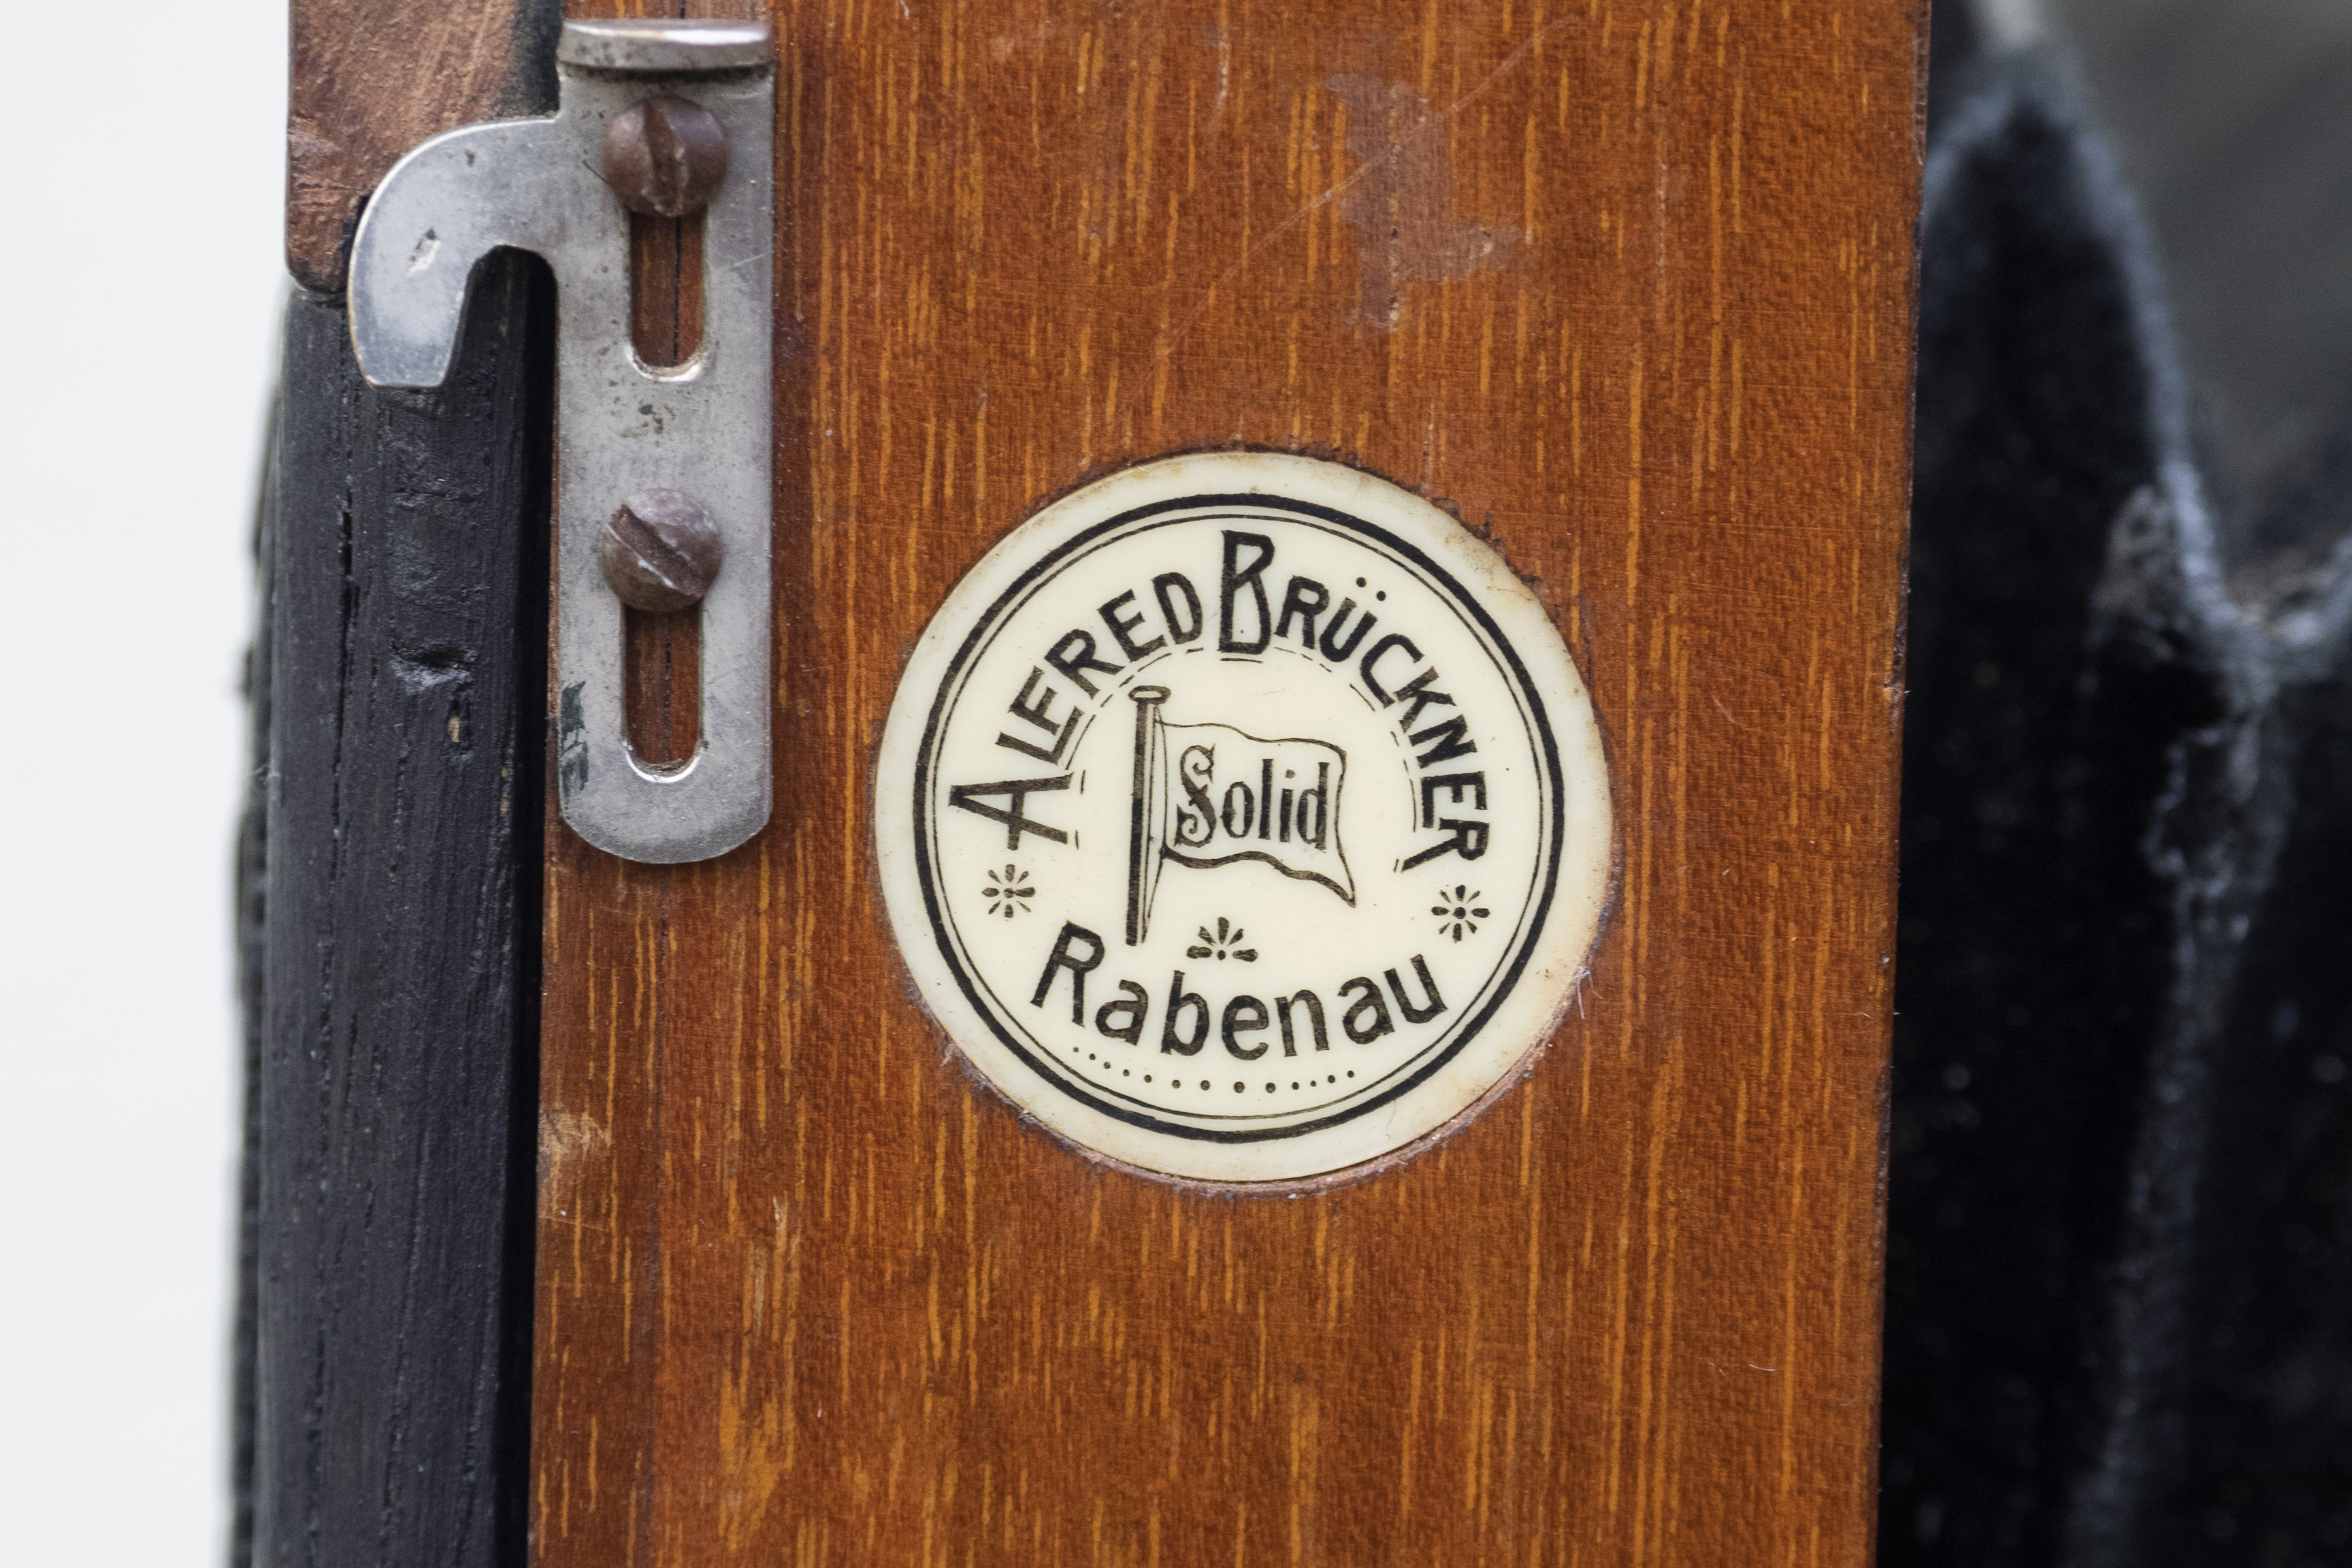 ALFRED BRÜCKNER
Solid
Rabenau